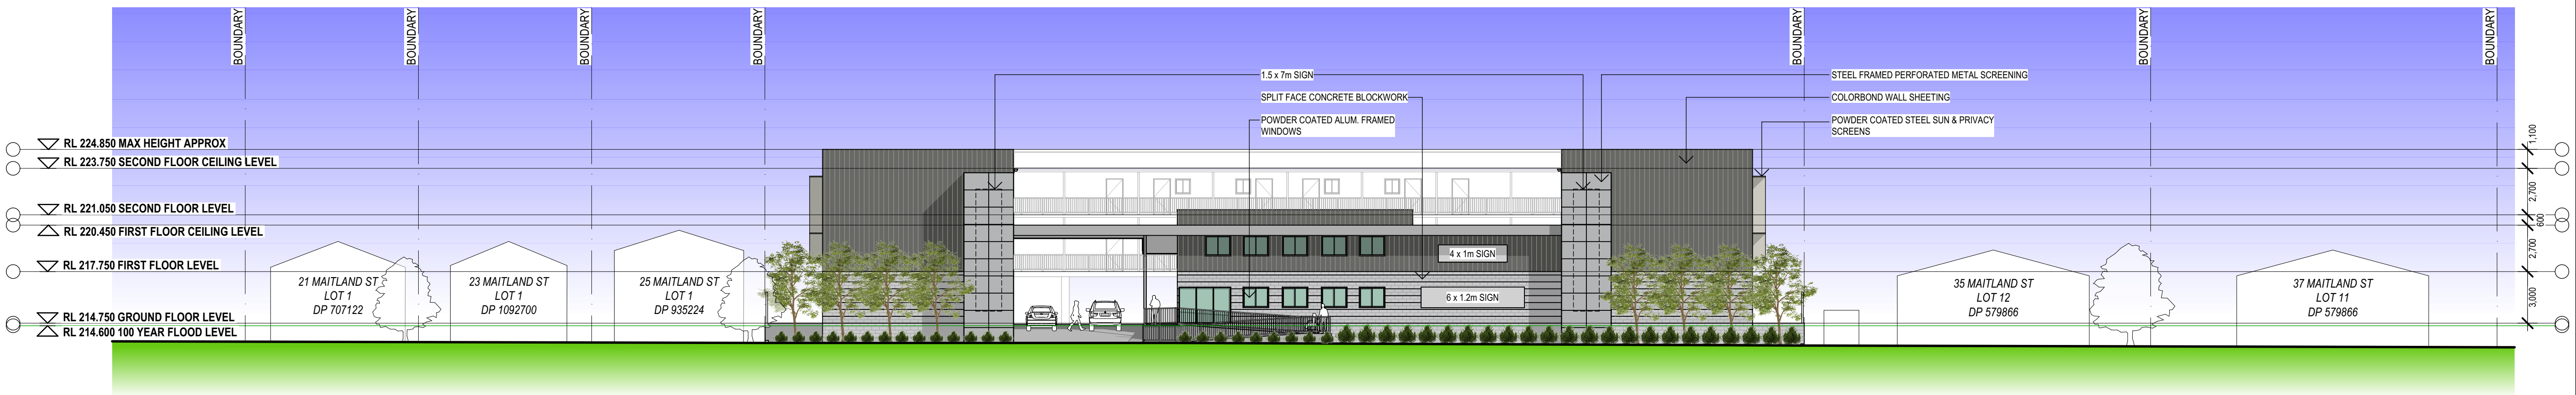 BOUNDARY
BOUNDARY
BOUNDARY
BOUNDARY
BOUNDARY
BOUNDARY
BOUNDARY
1.5 x 7m SIGN
SPLIT FACE CONCRETE BLOCKWORK
POWDER COATED ALUM. FRAMED
WINDOWS
STEEL FRAMED PERFORATED METAL SCREENING
COLORBOND WALL SHEETING
POWDER COATED STEEL SUN & PRIVACY
SCREENS
RL 224.850 MAX HEIGHT APPROX
RL 223.750 SECOND FLOOR CEILING LEVEL
RL 221.050 SECOND FLOOR LEVEL
RL 220.450 FIRST FLOOR CEILING LEVEL
RL 217.750 FIRST FLOOR LEVEL
RL 214.750 GROUND FLOOR LEVEL
RL 214.600 100 YEAR FLOOD LEVEL
21 MAITLAND ST
LOT 1
DP 707122
23 MAITLAND ST
LOT 1
DP 1092700
25 MAITLAND ST
LOT 1
DP 935224
4 x 1m SIGN
6 x 1.2m SIGN
35 MAITLAND ST
LOT 12
DP 579866
37 MAITLAND ST
LOT 11
DP 579866
1,100
2,700
600
2,700
3,000